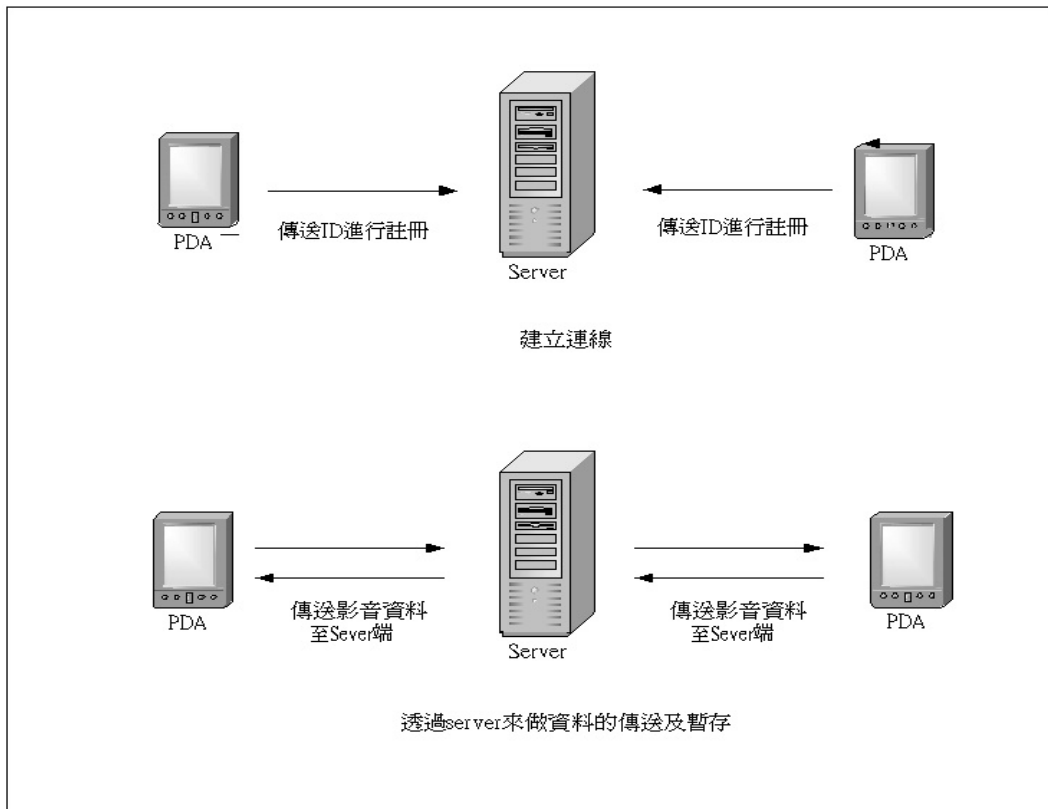 PDA
傳送ID進行註冊
Server
傳送ID進行註冊
PDA
建立連線
PDA
傳送影音資料
至Sever端
Server
傳送影音資料
至Sever端
PDA
透過server來做資料的傳送及暫存